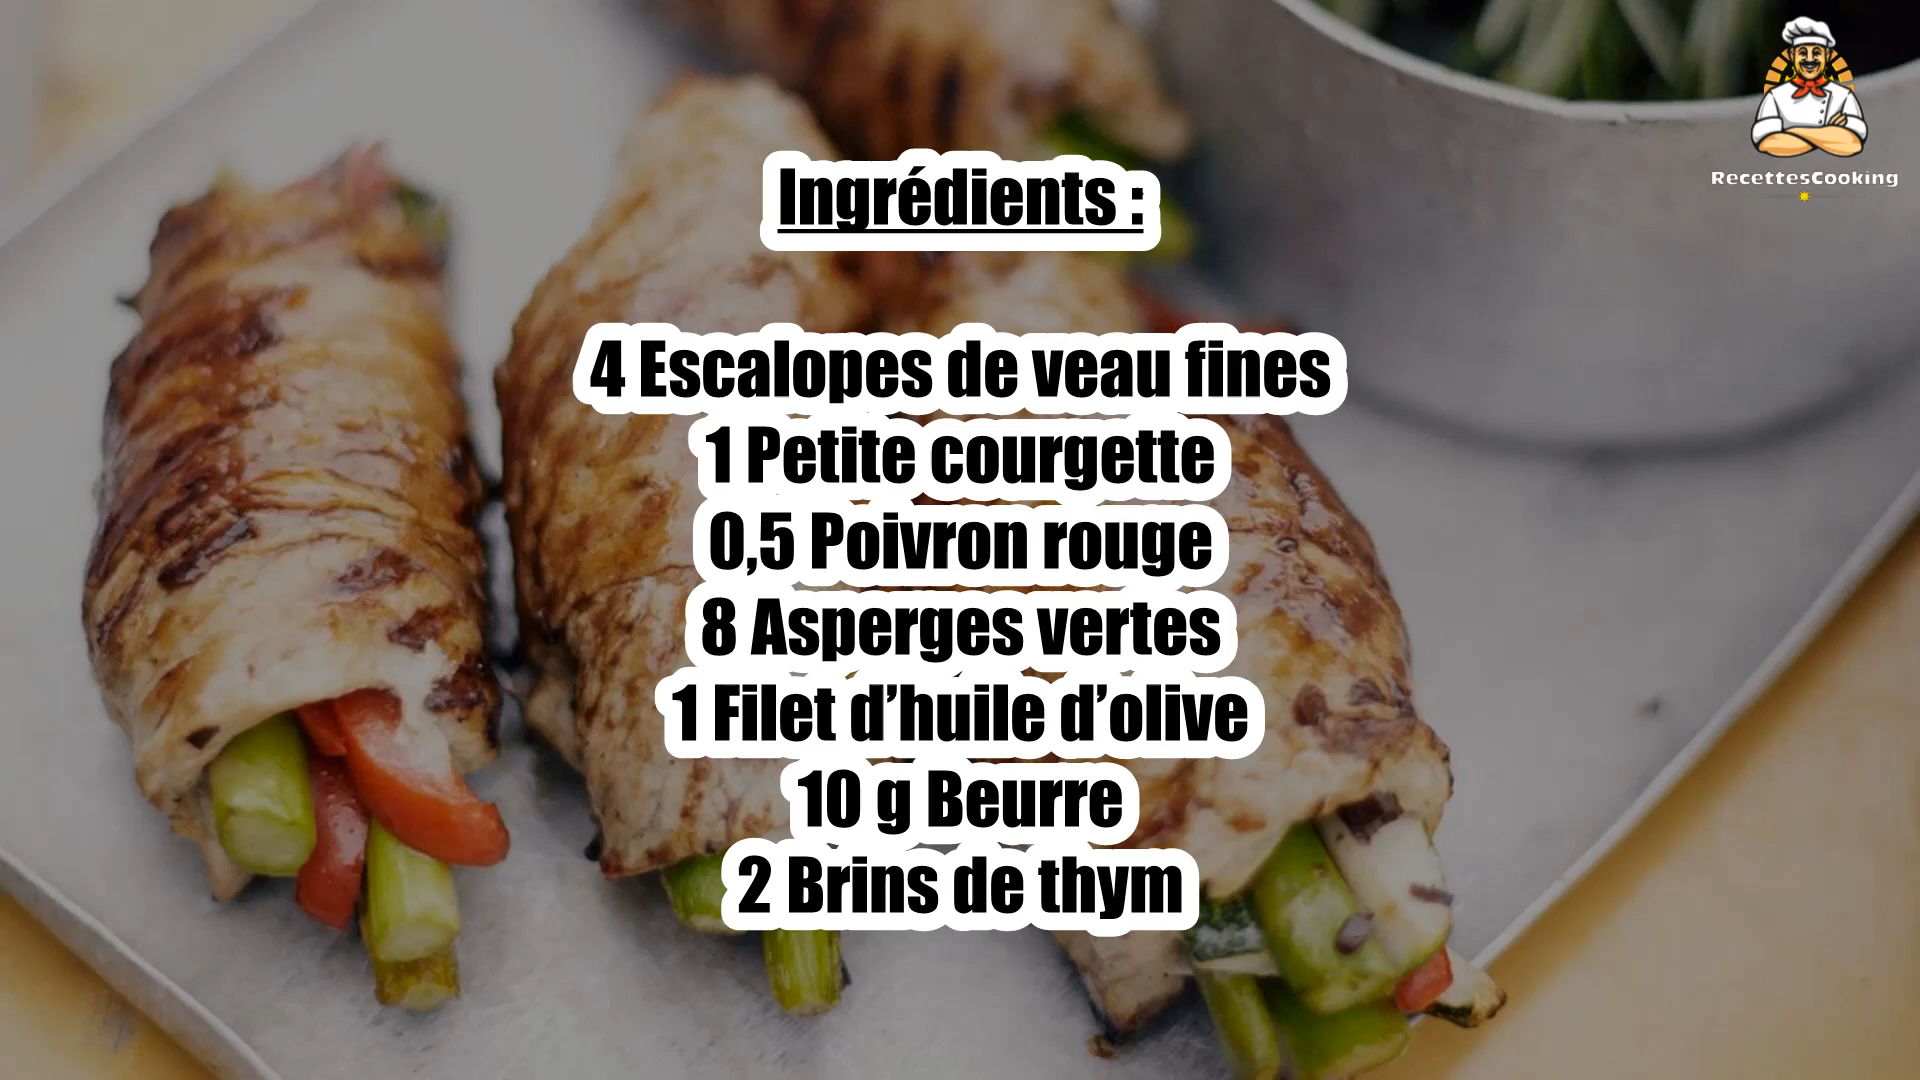 RecettesCooking
Ingrédients :
4 Escalopes de veau fines
1 Petite courgette
0,5 Poivron rouge
8 Asperges vertes
1 Filet d’huile d’olive
10 g Beurre
2 Brins de thym